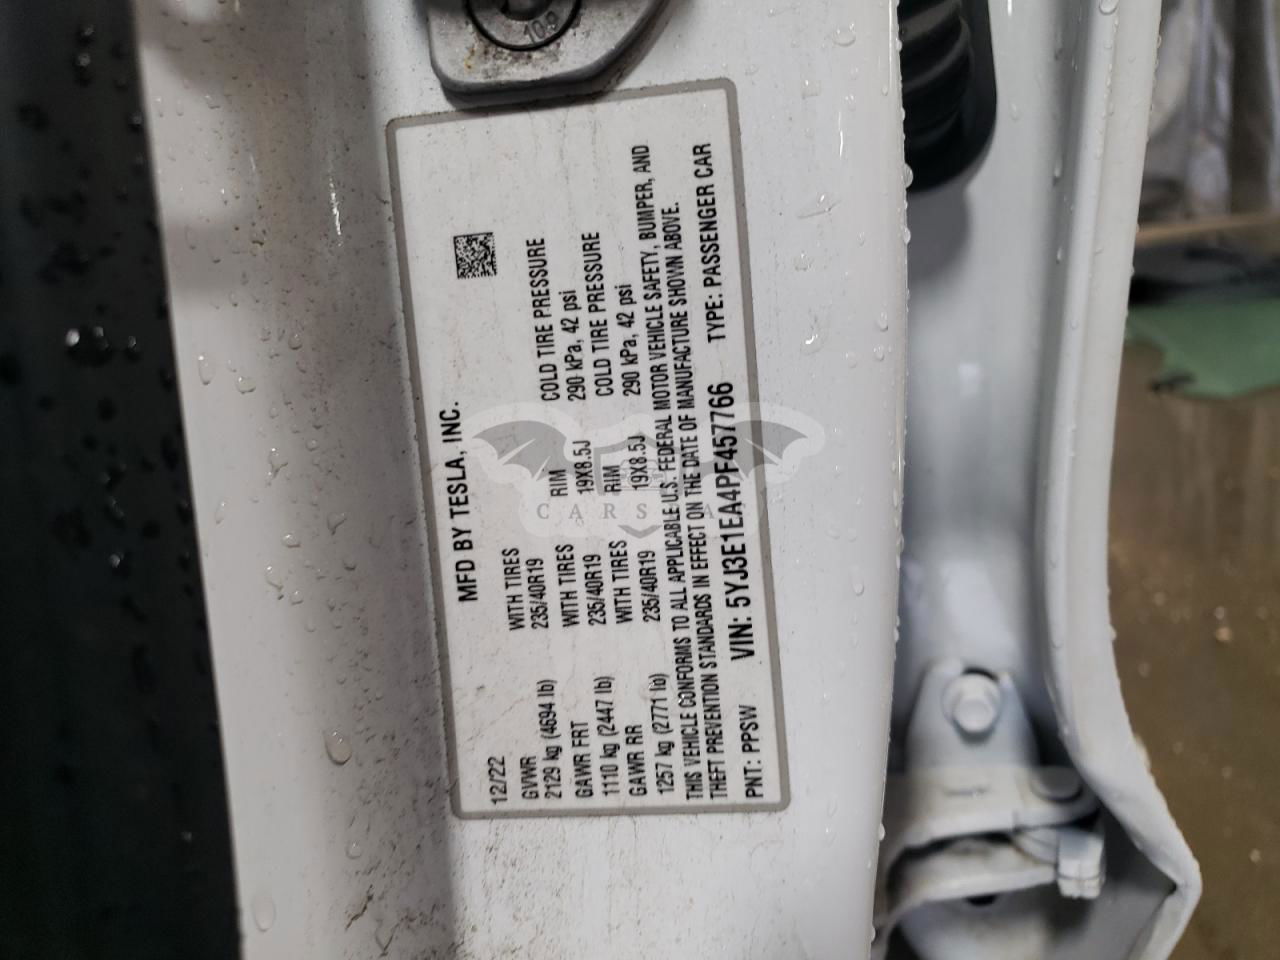 MFD BY TESLA, INC.
12/22
GVWR WITH TIRES RIM COLD TIRE PRESSURE
2129 kg (4694 lb) 235/40R19 19X8.5J 290 kPa, 42 psi
GAWR FRT WITH TIRES RIM COLD TIRE PRESSURE
1110 kg (2447 lb) 235/40R19 19X8.5J 290 kPa, 42 psi
GAWR RR WITH TIRES
1257 kg (2771 lb) 235/40R19
THIS VEHICLE CONFORMS TO ALL APPLICABLE U.S. FEDERAL MOTOR VEHICLE SAFETY, BUMPER, AND
THEFT PREVENTION STANDARDS IN EFFECT ON THE DATE OF MANUFACTURE SHOWN ABOVE.
PNT: PPSW VIN: 5YJ3E1EA4PF457766 TYPE: PASSENGER CAR